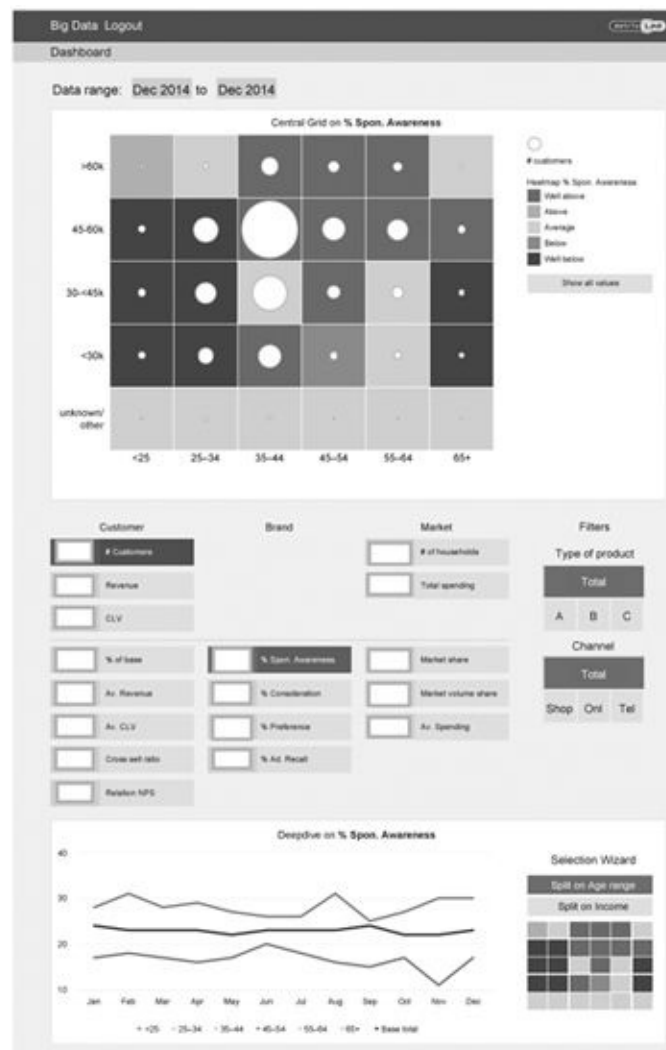 Big Data Logout
Link
Dashboard
Data range: Dec 2014 to Dec 2014
Central Grid on % Spon. Awareness
>60k
45-60k
30-<45k
<30k
unknown/
other
<25 25–34 35–44 45–54 55–64 65+
# customers
Heatmap % Spon. Awareness
Well above
Above
Average
Below
Well below
Show all values
Customer Brand Market Filters
# Customers
Revenue
CLV
% of base
Av. Revenue
Av. CLV
Cross sell ratio
Relation NPS
% Spon. Awareness
% Consideration
% Preference
% Ad. Recall
# of households
Total spending
Market share
Market volume share
Av. Spending
Type of product
Total
A B C
Channel
Total
Shop Onl Tel
Deepdive on % Spon. Awareness
40
30
20
10
Jan Feb Mar Apr May Jun Jul Aug Sep Oct Nov Dec
<25 25–34 35–44 45–54 55–64 65+ Base total
Selection Wizard
Split on Age range
Split on Income